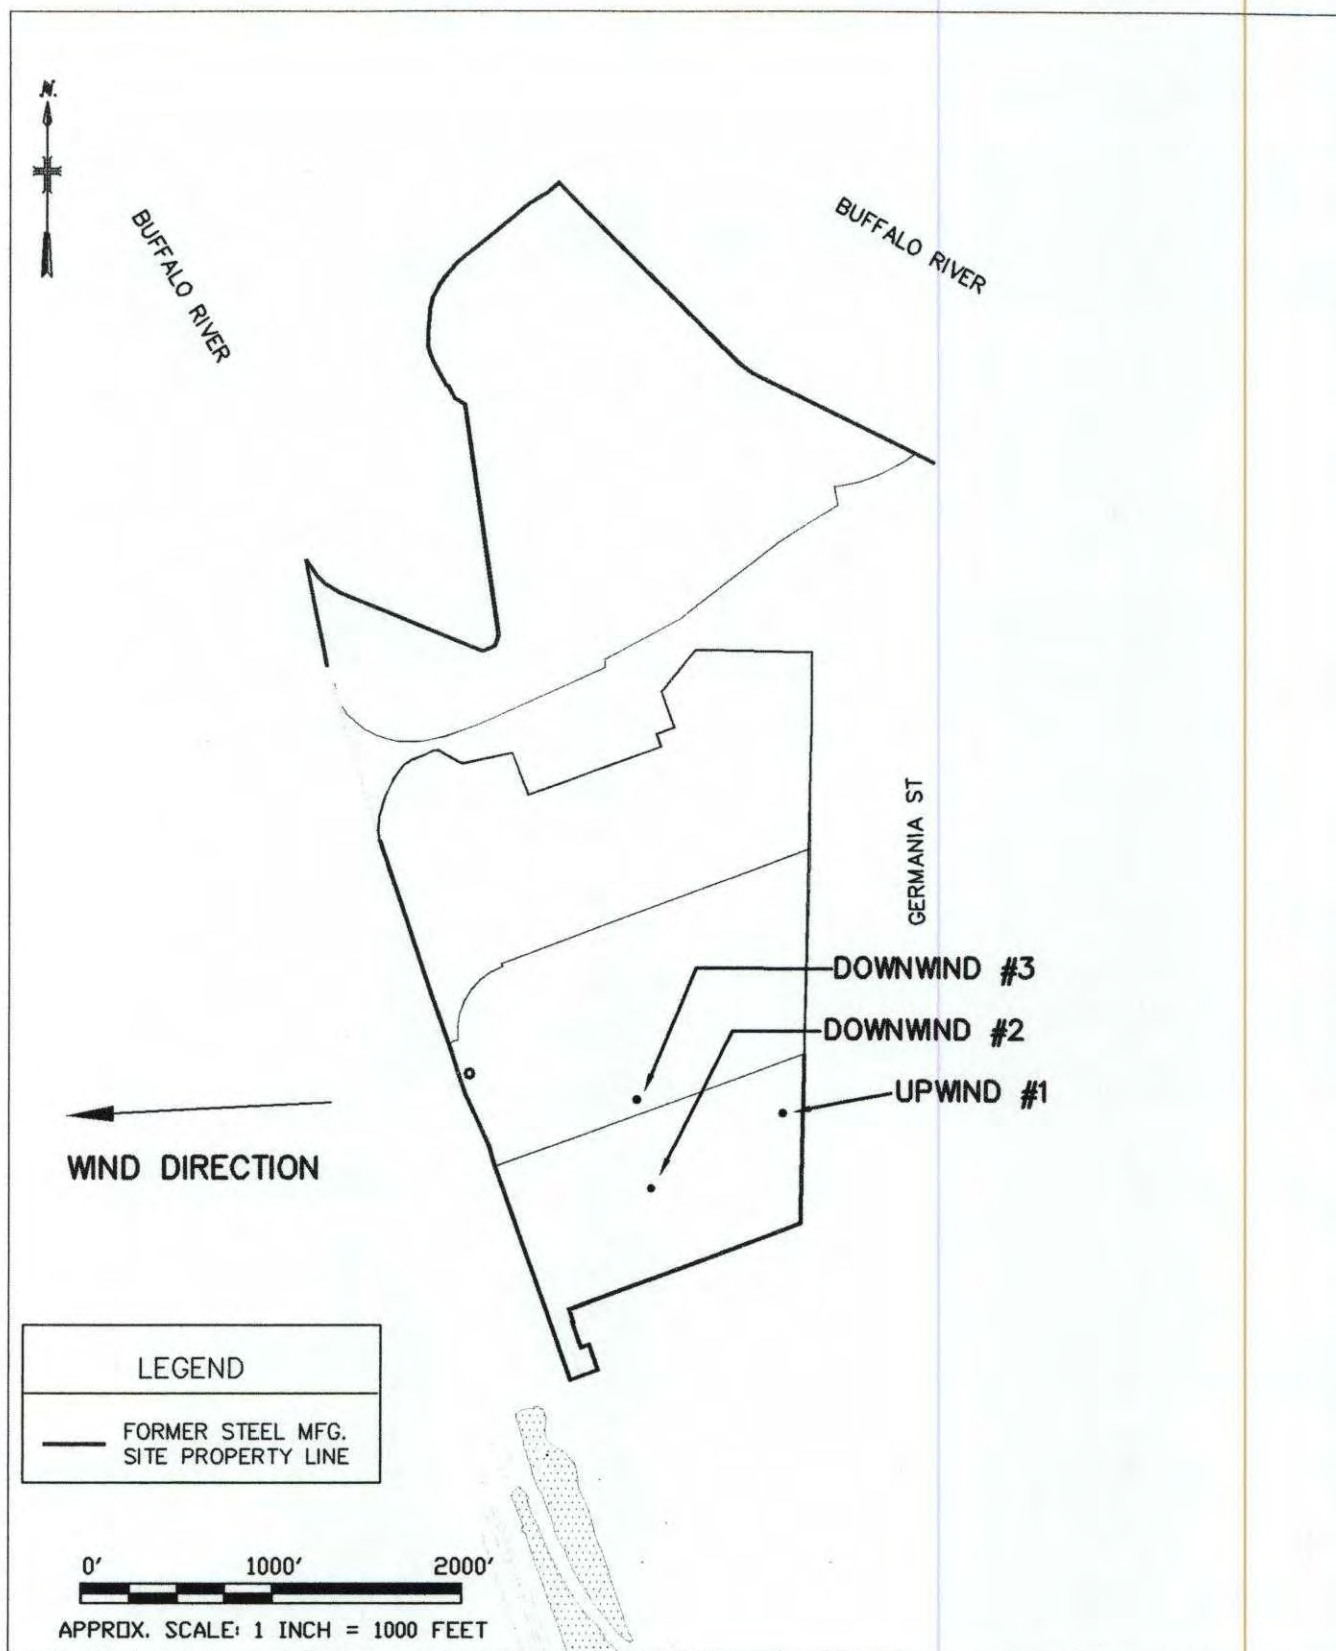 N.
BUFFALO RIVER
BUFFALO RIVER
GERMANIA ST
DOWNWIND #3
DOWNWIND #2
UPWIND #1
WIND DIRECTION
LEGEND
FORMER STEEL MFG.
SITE PROPERTY LINE
0' 1000' 2000'
APPROX. SCALE: 1 INCH = 1000 FEET